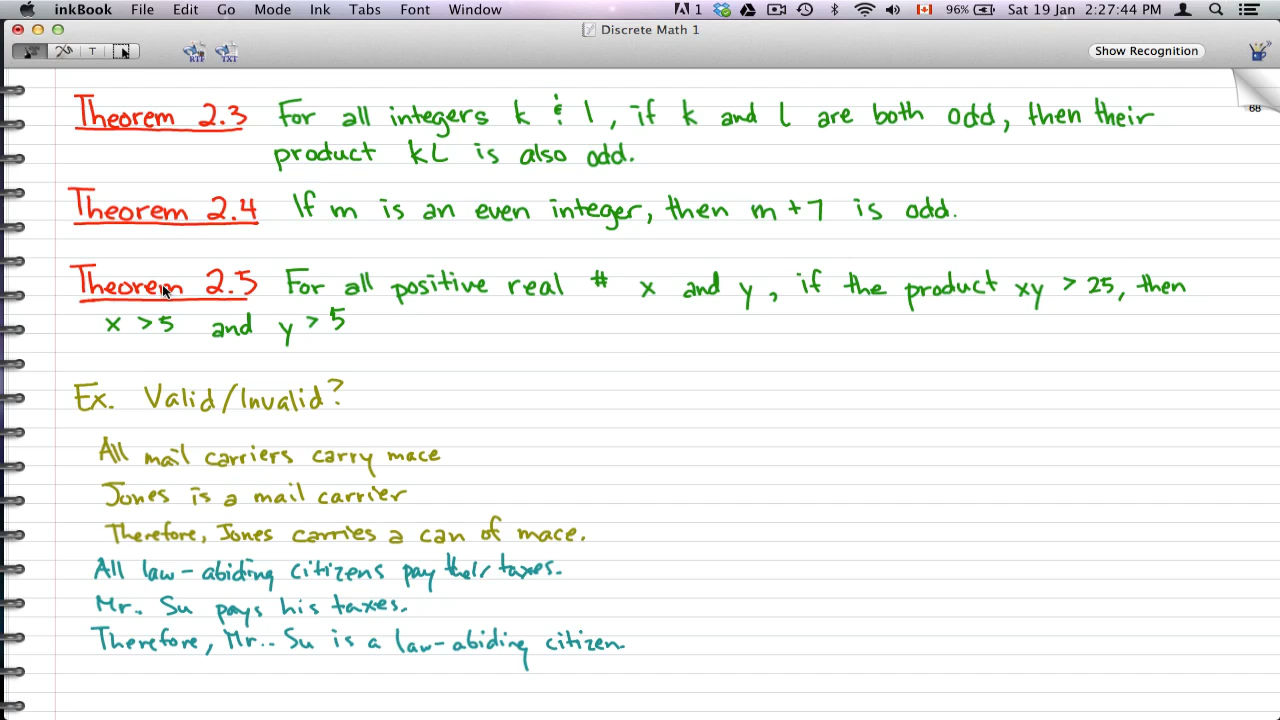 inkBook File Edit Go Mode Ink Tabs Font Window 1 96% Sat 19 Jan 2:27:44 PM
Discrete Math 1
T RTF TXT Show Recognition
68
Theorem 2.3 For all integers k & l, if k and l are both odd, then their
product kL is also odd.
Theorem 2.4 If m is an even integer, then m+7 is odd.
Theorem 2.5 For all positive real # x and y, if the product xy > 25, then
x > 5 and y > 5
Ex. Valid/Invalid?
All mail carriers carry mace
Jones is a mail carrier
Therefore, Jones carries a can of mace.
All law-abiding citizens pay their taxes.
Mr. Su pays his taxes.
Therefore, Mr.. Su is a law-abiding citizen.